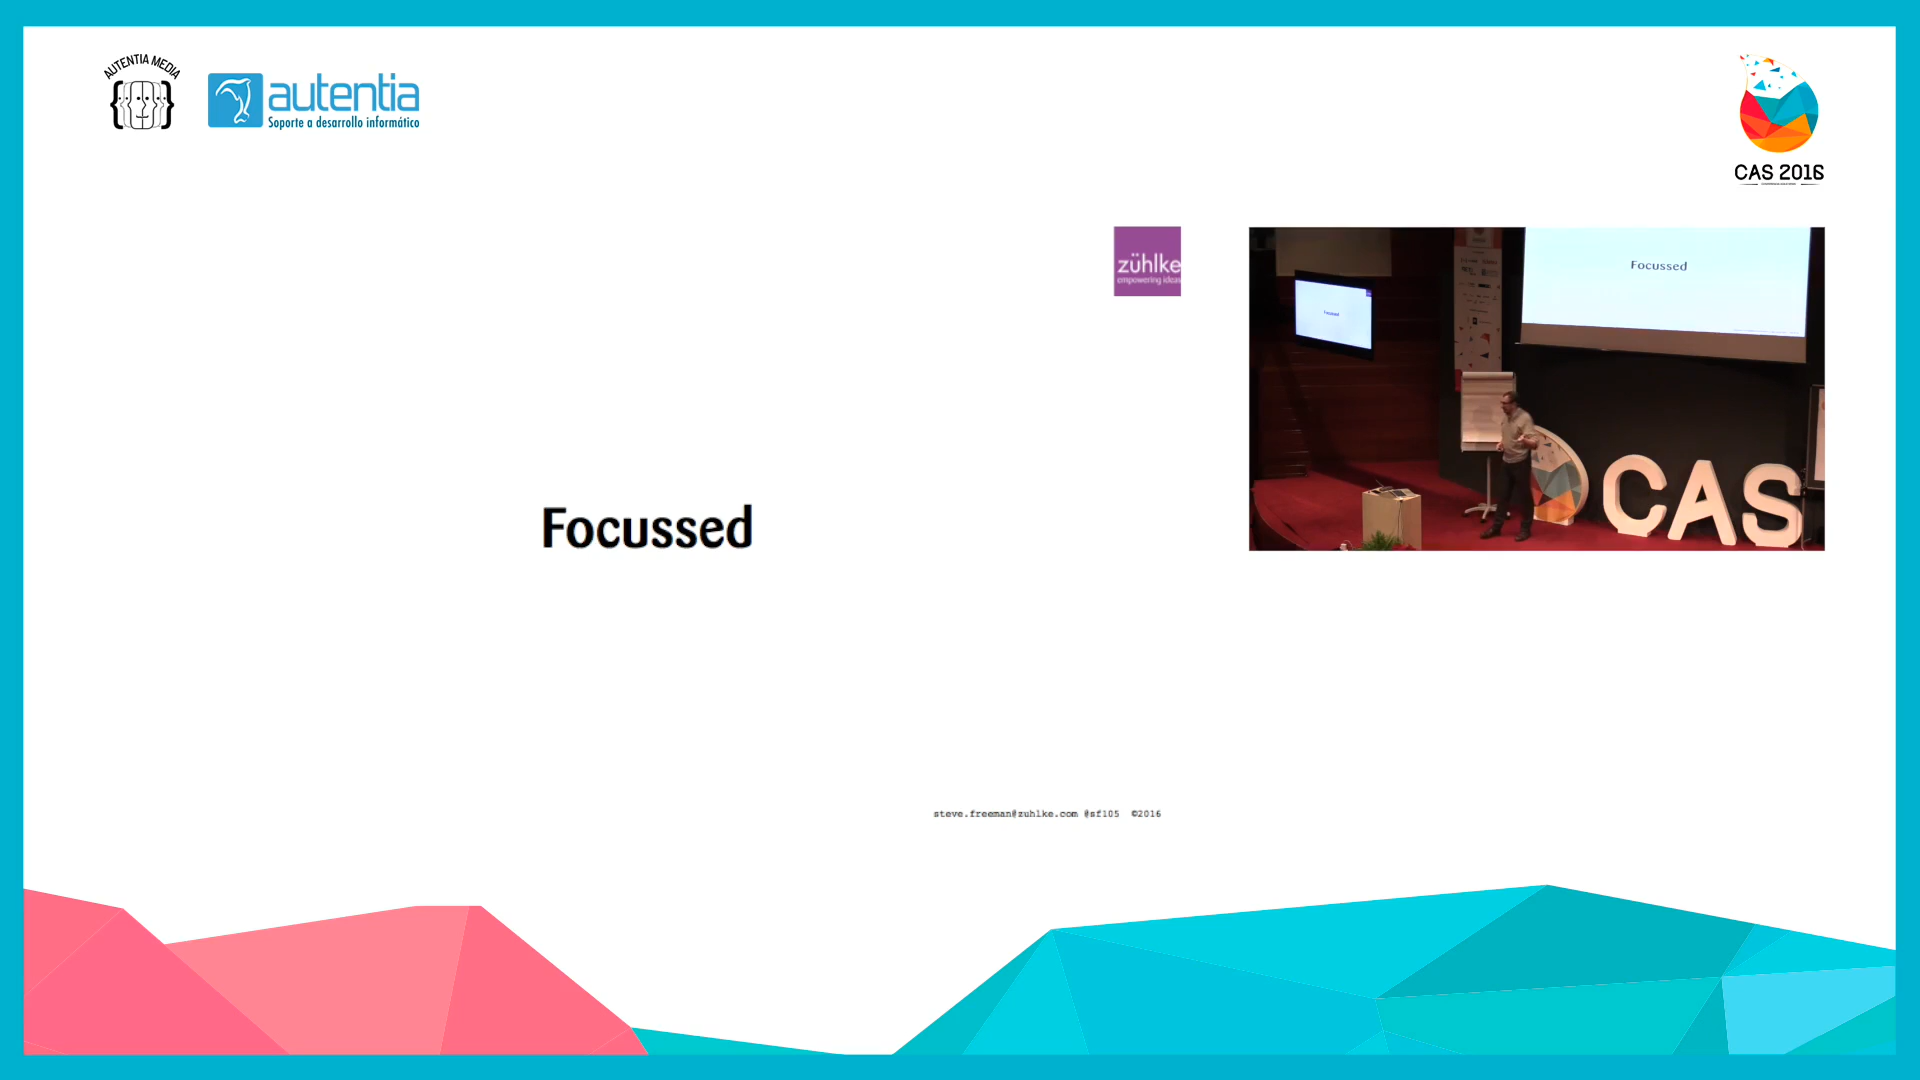 AUTENTIA MEDIA
autentia
Soporte a desarrollo informático
CAS 2016
zühlke
empowering ideas
Focussed
Focussed
CAS
steve.freeman@zuhlke.com @sf105 ©2016